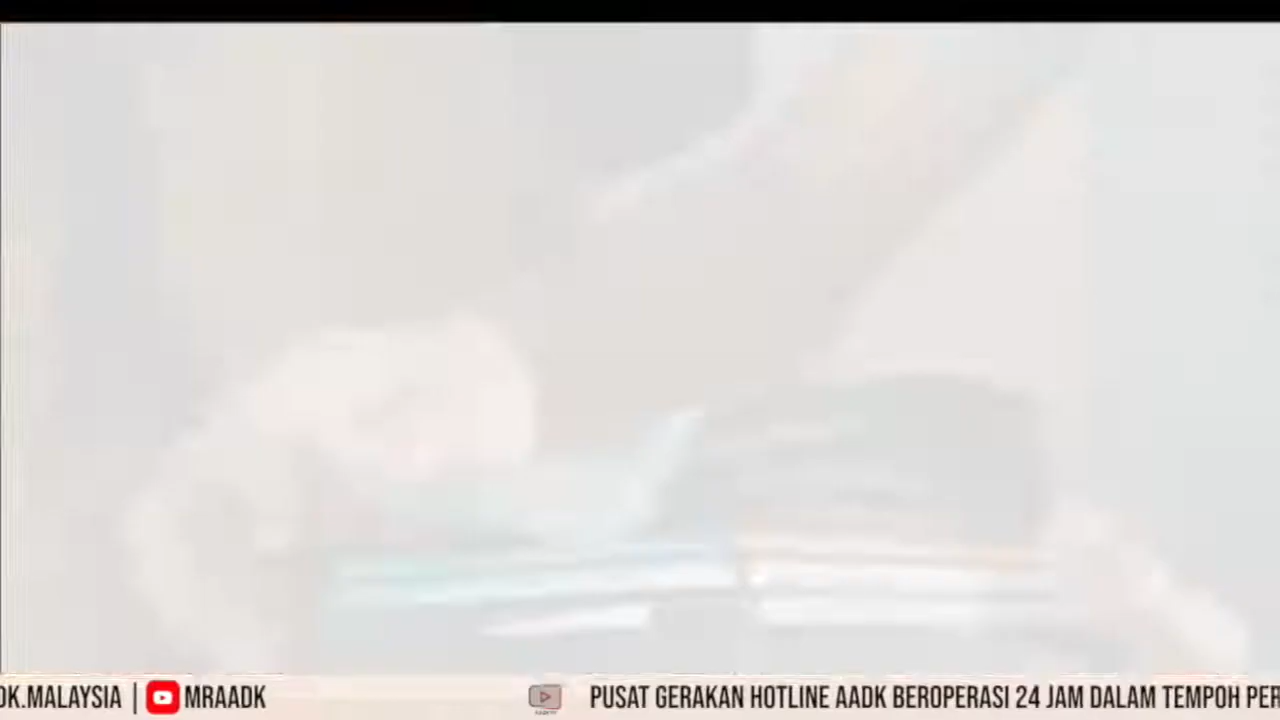 DK.MALAYSIA | MRAADK PUSAT GERAKAN HOTLINE AADK BEROPERASI 24 JAM DALAM TEMPOH PER